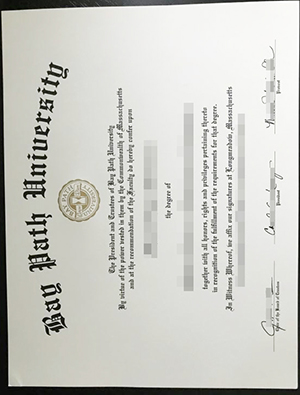 Bay Path University
The President and Trustees of Bay Path University
By virtue of the power vested in them by the Commonwealth of Massachusetts
and at the recommendation of the Faculty do hereby confer upon
the degree of
together with all honors, rights and privileges pertaining thereto
in recognition of the fulfillment of the requirements for that degree.
In Witness Whereof, we affix our signatures at Longmeadow, Massachusetts